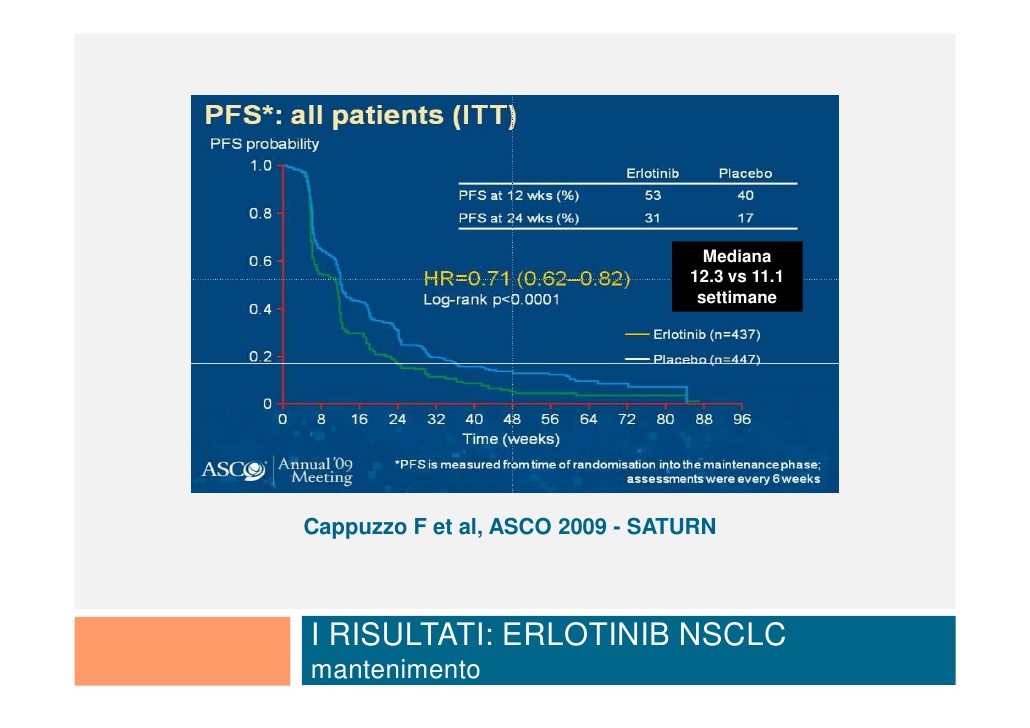 PFS*: all patients (ITT)
PFS probability
1.0
0.8
0.6
0.4
0.2
0
0 8 16 24 32 40 48 56 64 72 80 88 96
Time (weeks)
Erlotinib Placebo
PFS at 12 wks (%) 53 40
PFS at 24 wks (%) 31 17
HR=0.71 (0.62–0.82)
Log-rank p<0.0001
Mediana
12.3 vs 11.1
settimane
Erlotinib (n=437)
Placebo (n=447)
ASCO Annual '09
Meeting
*PFS is measured from time of randomisation into the maintenance phase;
assessments were every 6 weeks
Cappuzzo F et al, ASCO 2009 - SATURN
I RISULTATI: ERLOTINIB NSCLC
mantenimento